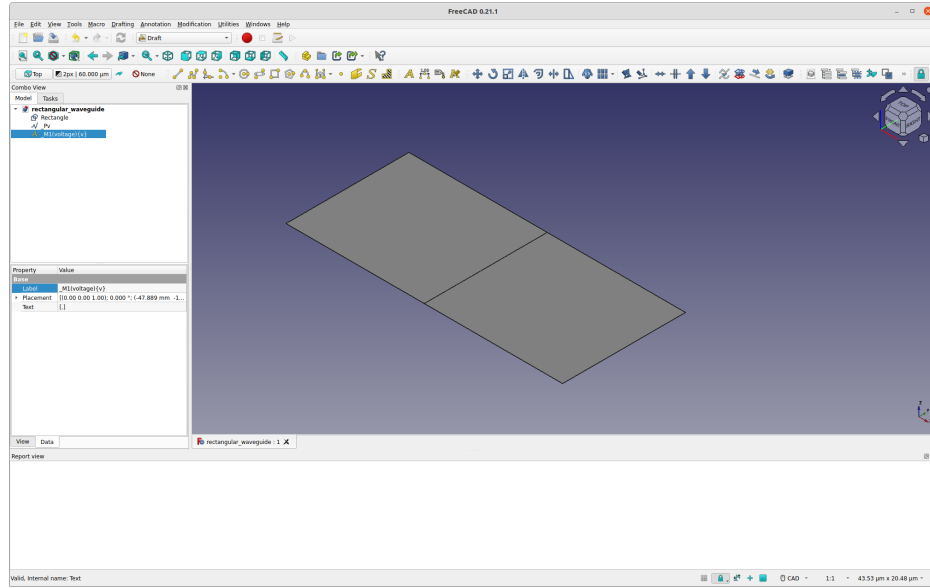 FreeCAD 0.21.1
File Edit View Tools Macro Drafting Annotation Modification Utilities Windows Help
Draft
Top 2px | 60.000 µm None
Combo View
Model Tasks
rectangular_waveguide
Rectangle
_Pv
_M1(voltage){v}
Property Value
Base
Label _M1(voltage){v}
Placement [(0.00 0.00 1.00); 0.000 °; (-47.889 mm -1...
Text [.]
View Data
rectangular_waveguide : 1
Report view
Valid, Internal name: Text
CAD 1:1 43.53 µm x 20.48 µm